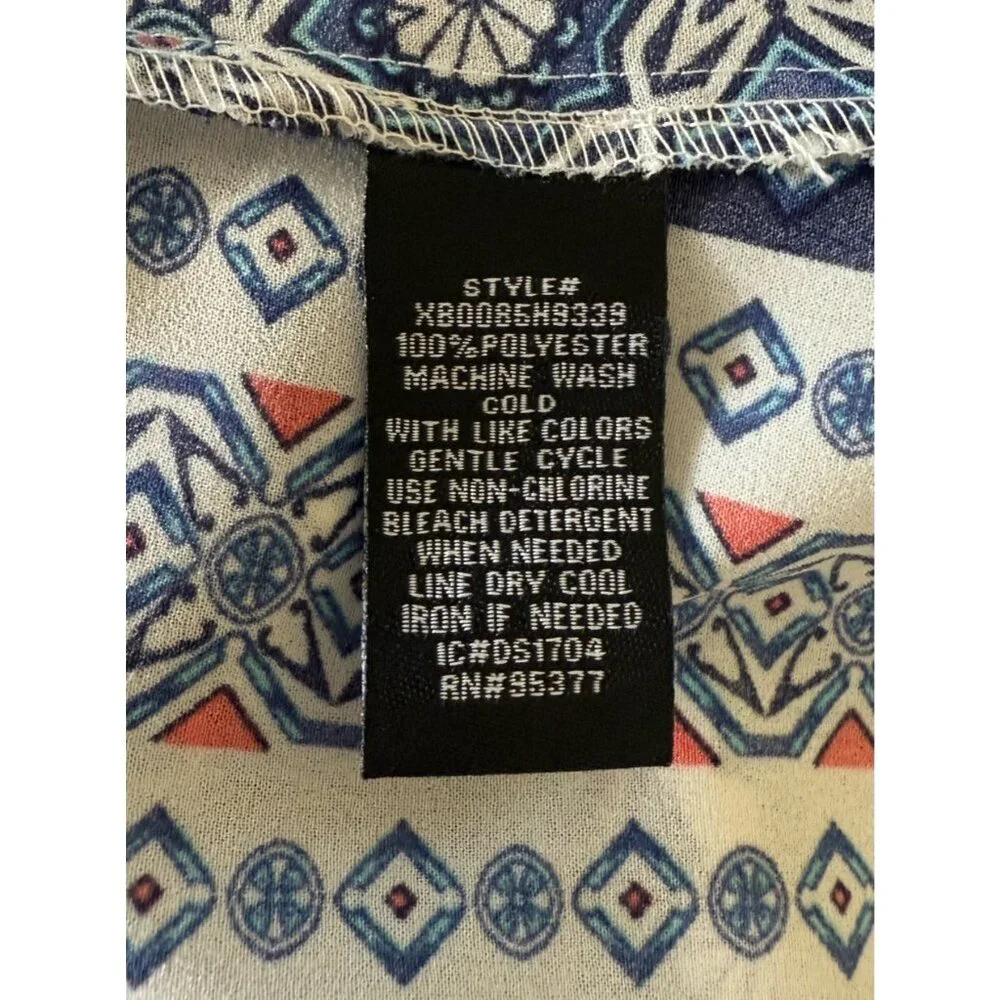 STYLE#
XB0085H9339
100%POLYESTER
MACHINE WASH
COLD
WITH LIKE COLORS
GENTLE CYCLE
USE NON-CHLORINE
BLEACH DETERGENT
WHEN NEEDED
LINE DRY COOL
IRON IF NEEDED
IC#DS1704
RN#95377